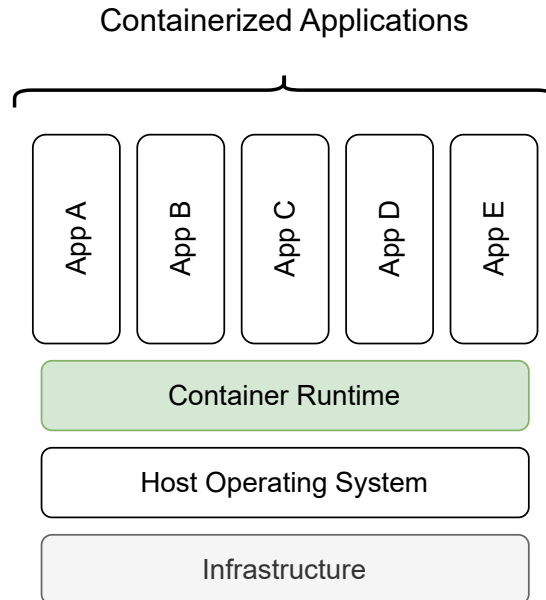 Containerized Applications
App A
App B
App C
App D
App E
Container Runtime
Host Operating System
Infrastructure